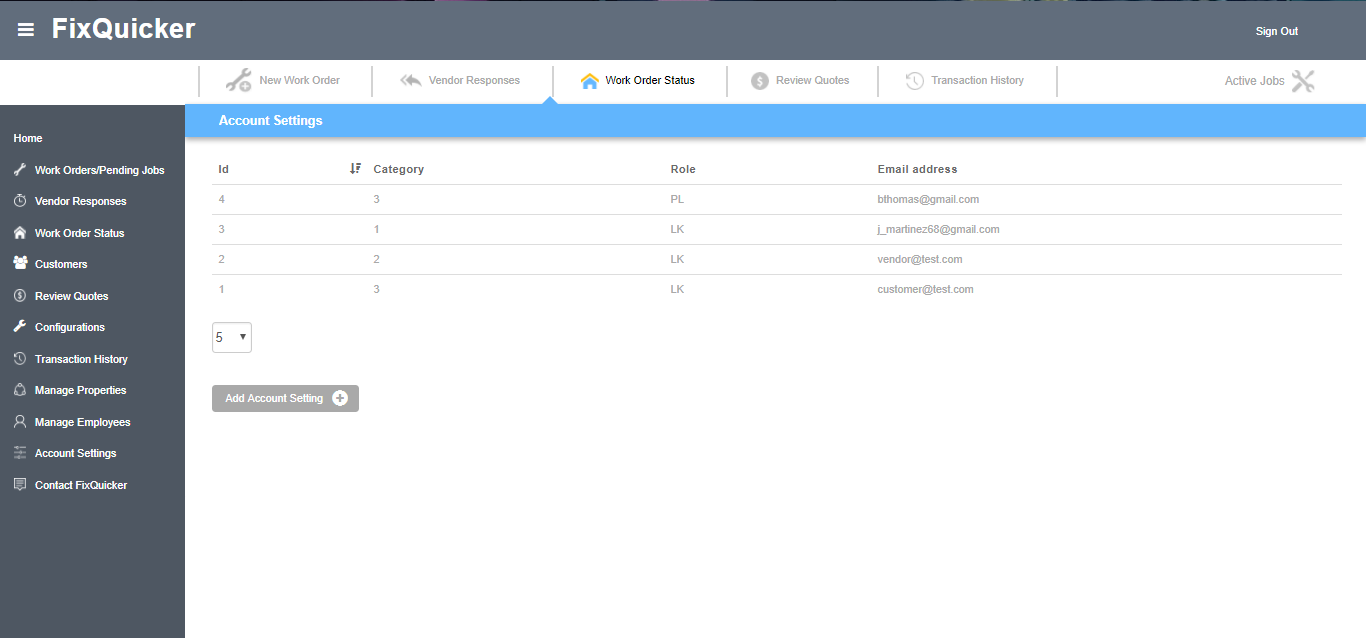 FixQuicker
Sign Out
New Work Order Vendor Responses Work Order Status Review Quotes Transaction History Active Jobs
Account Settings
Home
Work Orders/Pending Jobs
Vendor Responses
Work Order Status
Customers
Review Quotes
Configurations
Transaction History
Manage Properties
Manage Employees
Account Settings
Contact FixQuicker
Id Category Role Email address
4 3 PL bthomas@gmail.com
3 1 LK j_martinez68@gmail.com
2 2 LK vendor@test.com
1 3 LK customer@test.com
5
Add Account Setting